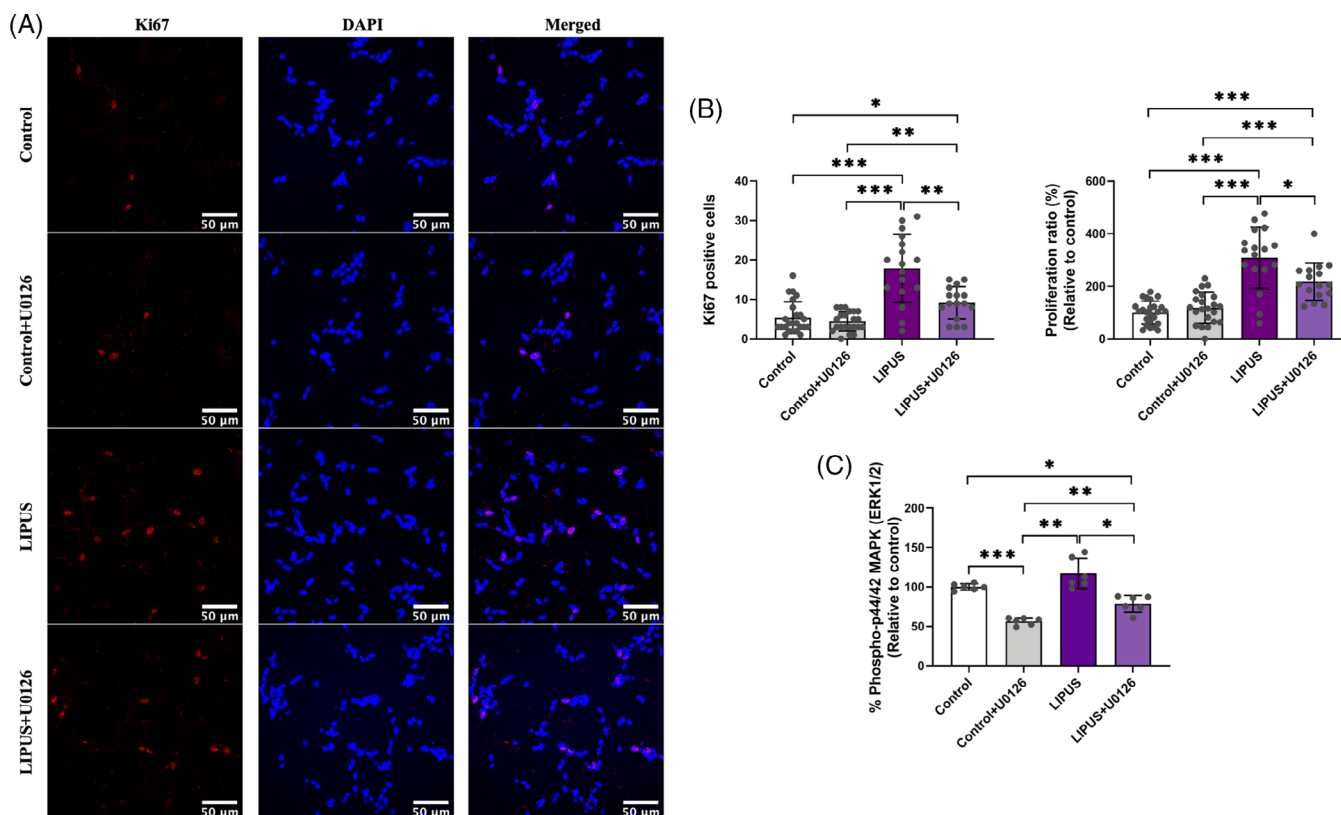 (A)
Ki67 DAPI Merged
Control
50 µm 50 µm 50 µm
Control+U0126
50 µm 50 µm 50 µm
LIPUS
50 µm 50 µm 50 µm
LIPUS+U0126
50 µm 50 µm 50 µm
(B)
*
**
***
*** **
Ki67 positive cells
40
30
20
10
0
Control
Control+U0126
LIPUS
LIPUS+U0126
***
***
***
*** *
Proliferation ratio (%)
(Relative to control)
600
400
200
0
Control
Control+U0126
LIPUS
LIPUS+U0126
(C)
*
**
** *
***
% Phospho-p44/42 MAPK (ERK1/2)
(Relative to control)
200
150
100
50
0
Control
Control+U0126
LIPUS
LIPUS+U0126